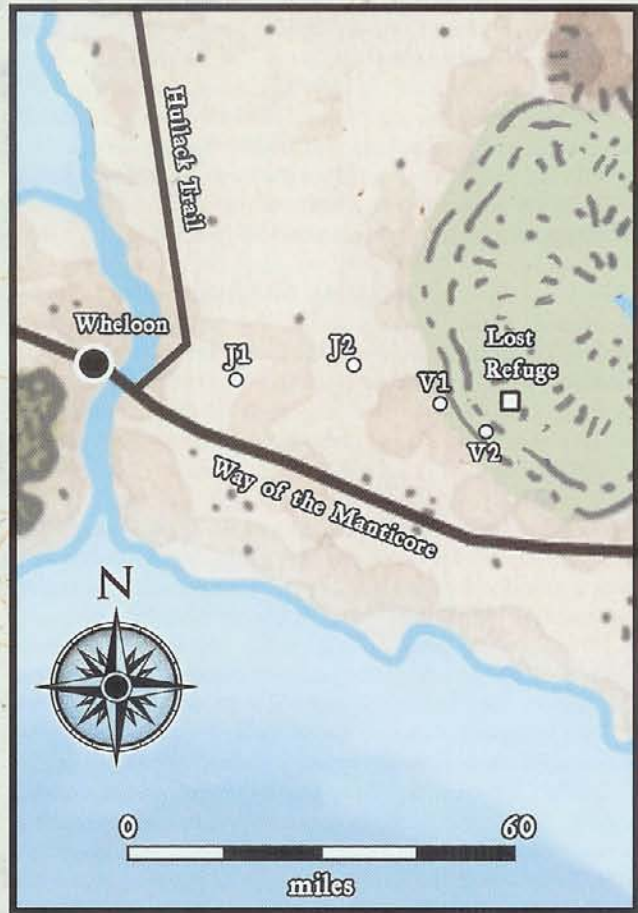 Hullack Trail
Wheloon
J1
J2
Lost
Refuge
V1
V2
Way of the Manticore
N
0
60
miles